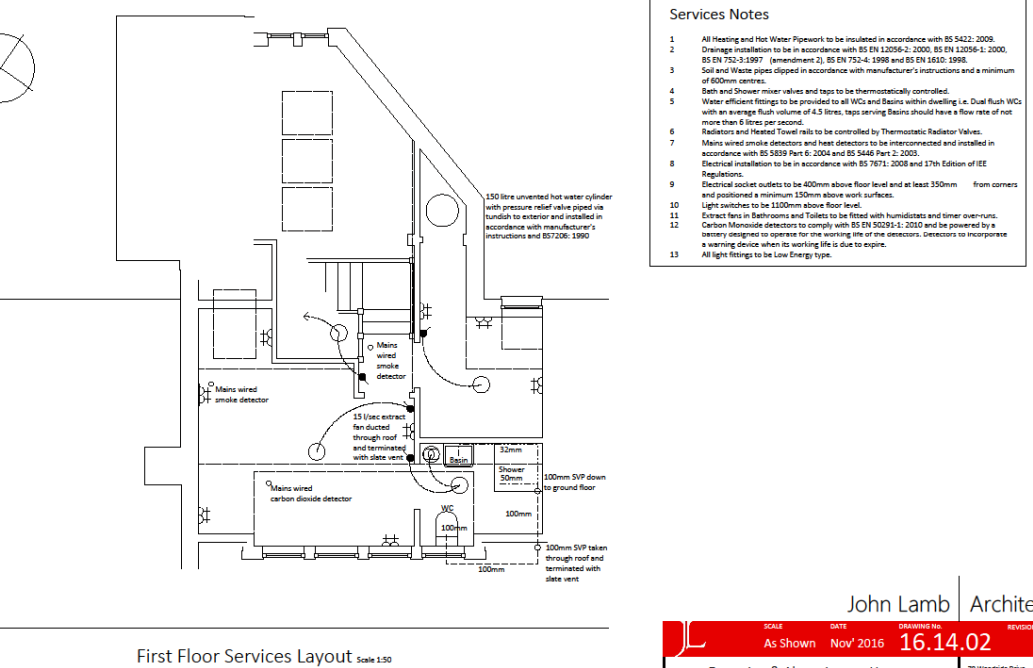 Services Notes
1 All Heating and Hot Water Pipework to be insulated in accordance with BS 5422: 2009.
2 Drainage installation to be in accordance with BS EN 12056-2: 2000, BS EN 12056-1: 2000,
BS EN 752-3:1997 (amendment 2), BS EN 752-4: 1998 and BS EN 1610: 1998.
3 Soil and Waste pipes clipped in accordance with manufacturer's instructions and a minimum
of 600mm centres.
4 Bath and Shower mixer valves and taps to be thermostatically controlled.
5 Water efficient fittings to be provided to all WCs and Basins within dwelling i.e. Dual flush WCs
with an average flush volume of 4.5 litres, taps serving Basins should have a flow rate of not
more than 6 litres per second.
6 Radiators and Heated Towel rails to be controlled by Thermostatic Radiator Valves.
7 Mains wired smoke detectors and heat detectors to be interconnected and installed in
accordance with BS 5839 Part 6: 2004 and BS 5446 Part 2: 2003.
8 Electrical installation to be in accordance with BS 7671: 2008 and 17th Edition of IEE
Regulations.
9 Electrical socket outlets to be 400mm above floor level and at least 350mm from corners
and positioned a minimum 150mm above work surfaces.
10 Light switches to be 1100mm above floor level.
11 Extract fans in Bathrooms and Toilets to be fitted with humidistats and timer over-runs.
12 Carbon Monoxide detectors to comply with BS EN 50291-1: 2010 and be powered by a
battery designed to operate for the working life of the detectors. Detectors to incorporate
a warning device when its working life is due to expire.
13 All light fittings to be Low Energy type.
150 litre unvented hot water cylinder
with pressure relief valve piped via
tundish to exterior and installed in
accordance with manufacturer's
instructions and BS7206: 1990
Mains
wired
smoke
detector
Mains wired
smoke detector
15 l/sec extract
fan ducted
through roof
and terminated
with slate vent
Basin
32mm
Shower
50mm
100mm SVP down
to ground floor
Mains wired
carbon dioxide detector
WC
100mm
100mm
100mm
100mm SVP taken
through roof and
terminated with
slate vent
First Floor Services Layout Scale 1:50
John Lamb Archite
JL
SCALE DATE DRAWING No. REVISION
As Shown Nov' 2016 16.14.02